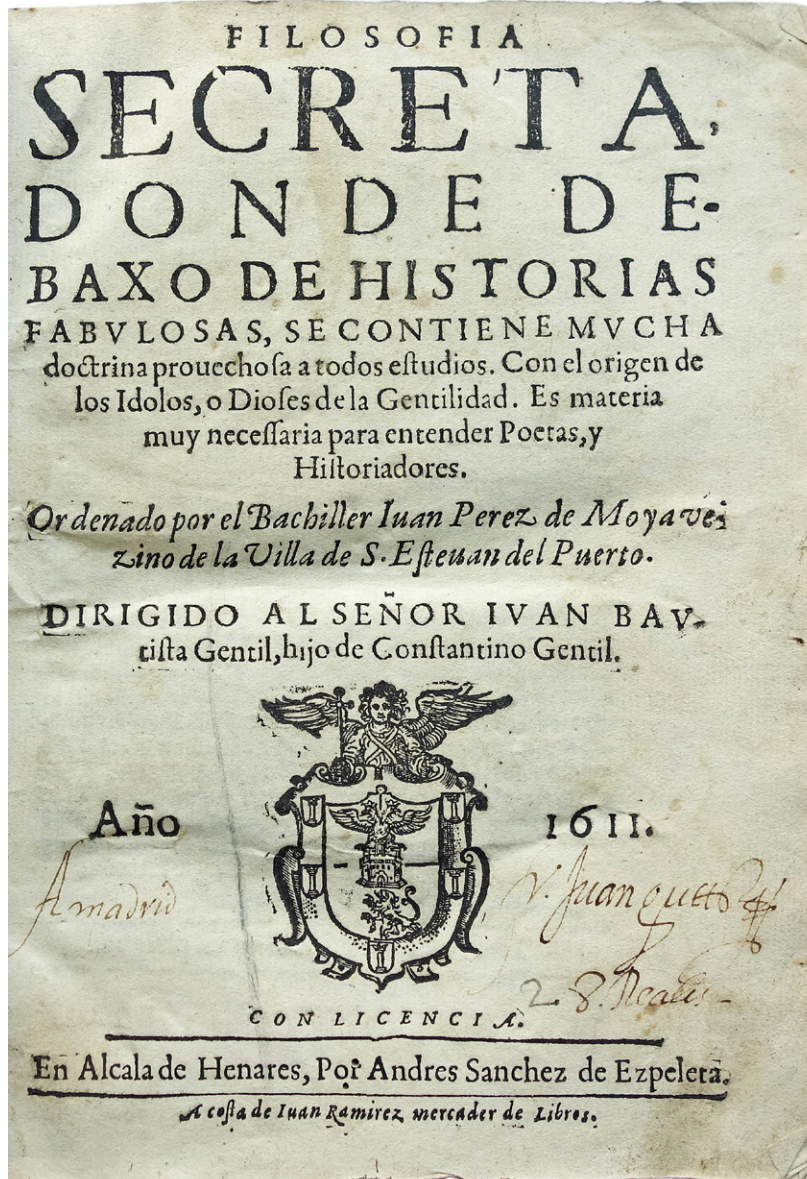 FILOSOFIA
SECRETA,
DONDE DE-
BAXO DE HISTORIAS
FABVLOSAS, SE CONTIENE MVCHA
doctrina prouechoſa a todos eſtudios. Con el origen de
los Idolos, o Dioſes de la Gentilidad. Es materia
muy neceſſaria para entender Poetas, y
Hiſtoriadores.
Ordenado por el Bachiller Iuan Perez de Moya vezino de la Villa de S. Eſteuan del Puerto.
DIRIGIDO AL SEÑOR IVAN BAV-
tiſta Gentil, hijo de Conſtantino Gentil.
Año 1611.
Amadrid
Juan
28. Reales
CON LICENCIA.
En Alcala de Henares, Por Andres Sanchez de Ezpeleta.
A coſta de Iuan Ramirez mercader de Libros.